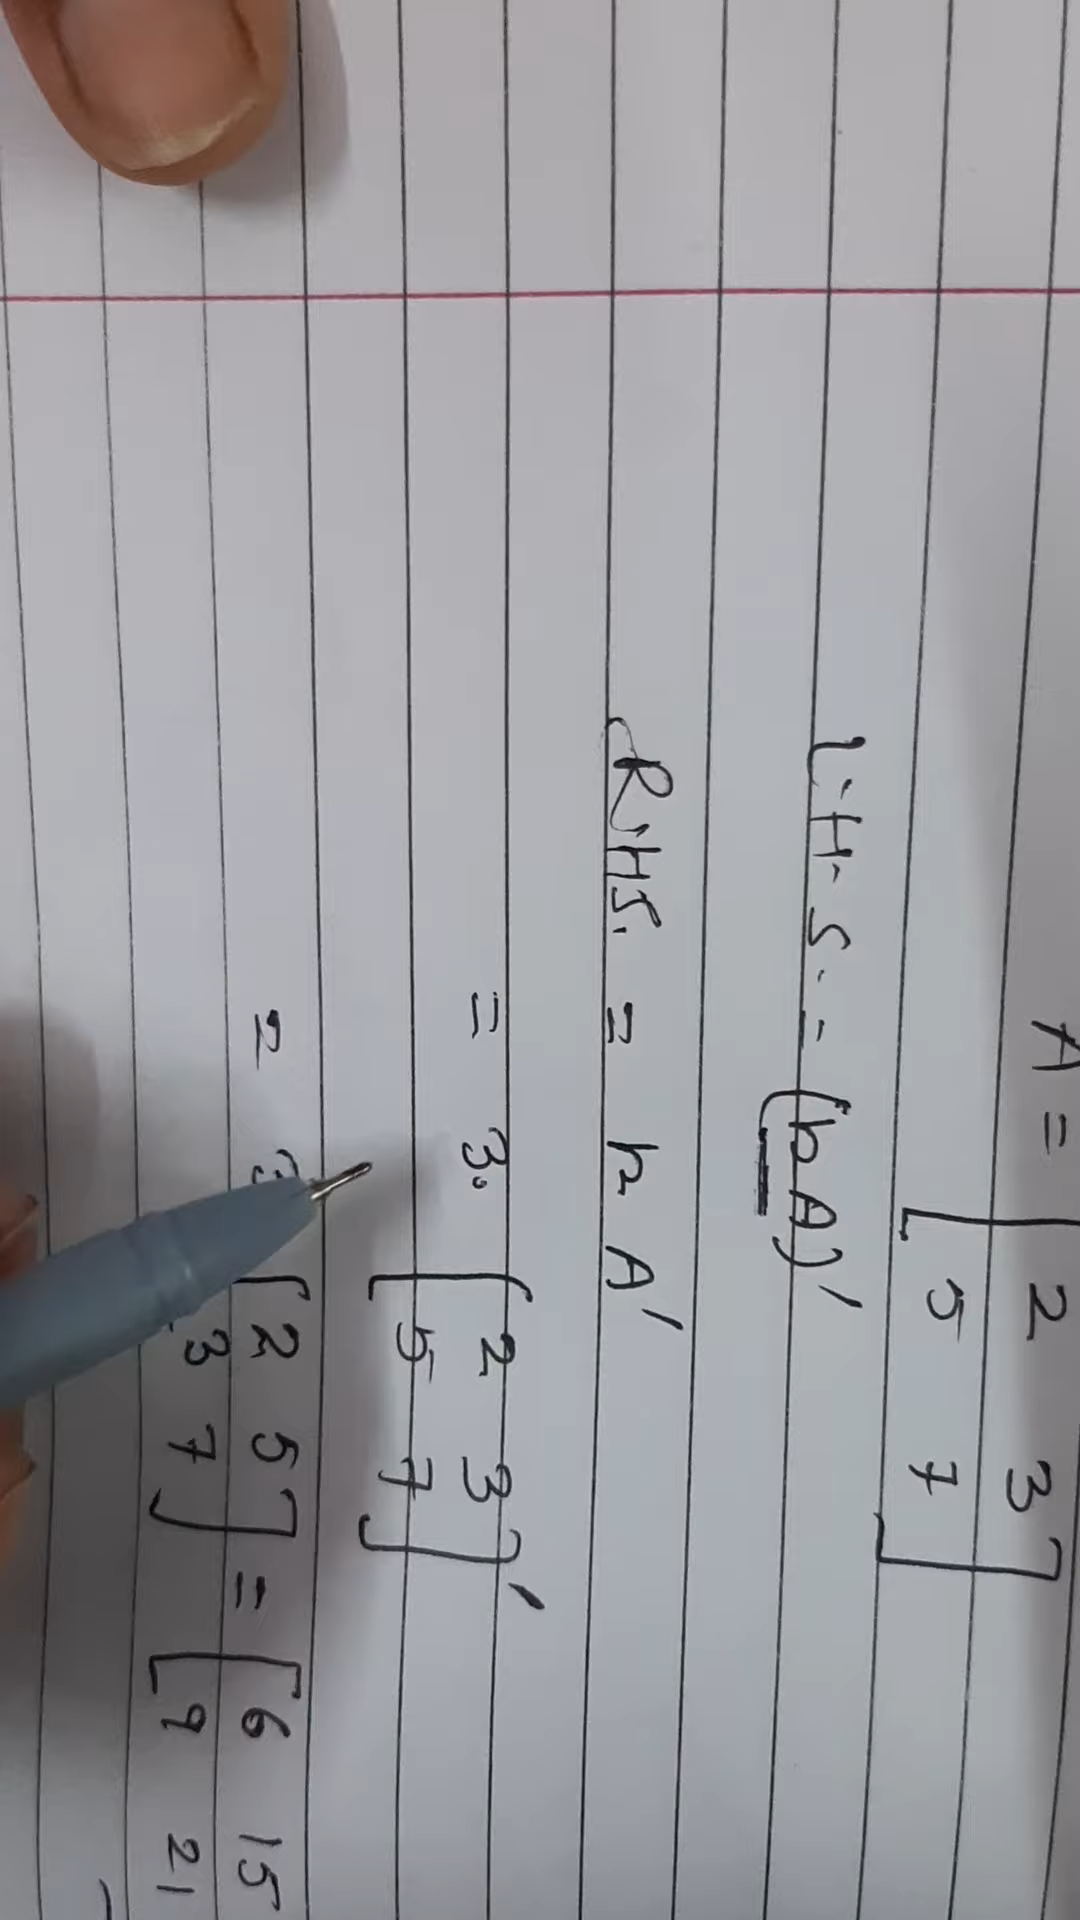 A = [ 2 3
5 7 ]
L.H.S. = (kA)'
RHS. = k A'
= 3. [ 2 3
5 7 ]'
= 3 [ 2 5 ] = [ 6 15
3 7 ] [ 9 21